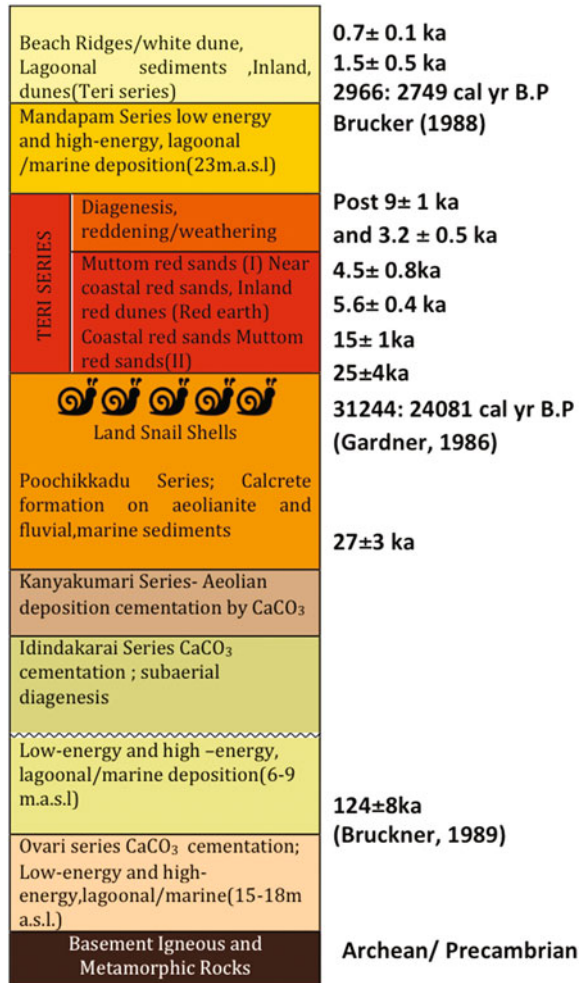 Beach Ridges/white dune,
Lagoonal sediments ,Inland,
dunes(Teri series)
0.7± 0.1 ka
1.5± 0.5 ka
2966: 2749 cal yr B.P
Brucker (1988)
Mandapam Series low energy
and high-energy, lagoonal
/marine deposition(23m.a.s.l)
TERI SERIES
Diagenesis,
reddening/weathering
Post 9± 1 ka
and 3.2 ± 0.5 ka
Muttom red sands (I) Near
coastal red sands, Inland
red dunes (Red earth)
Coastal red sands Muttom
red sands(II)
4.5± 0.8ka
5.6± 0.4 ka
15± 1ka
25±4ka
31244: 24081 cal yr B.P
(Gardner, 1986)
Land Snail Shells
Poochikkadu Series; Calcrete
formation on aeolianite and
fluvial,marine sediments
27±3 ka
Kanyakumari Series- Aeolian
deposition cementation by CaCO₃
Idindakarai Series CaCO₃
cementation ; subaerial
diagenesis
Low-energy and high –energy,
lagoonal/marine deposition(6-9
m.a.s.l)
124±8ka
(Bruckner, 1989)
Ovari series CaCO₃ cementation;
Low-energy and high-
energy,lagoonal/marine(15-18m
a.s.l.)
Basement Igneous and
Metamorphic Rocks
Archean/ Precambrian